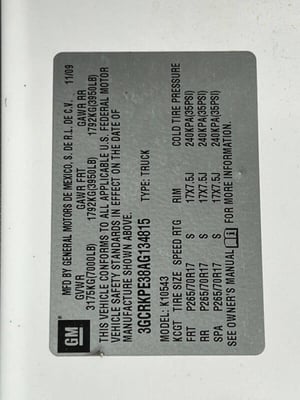 MFD BY GENERAL MOTORS DE MEXICO, S. DE R.L. DE C.V. 11/09
GVWR GAWR FRT GAWR RR
3175KG(7000LB) 1792KG(3950LB) 1792KG(3950LB)
THIS VEHICLE CONFORMS TO ALL APPLICABLE U.S. FEDERAL MOTOR
VEHICLE SAFETY STANDARDS IN EFFECT ON THE DATE OF
MANUFACTURE SHOWN ABOVE.
3GCRKPE38AG134815 TYPE: TRUCK
MODEL: K10543
KCGT TIRE SIZE SPEED RTG RIM COLD TIRE PRESSURE
FRT P265/70R17 S 17X7.5J 240KPA(35PSI)
RR P265/70R17 S 17X7.5J 240KPA(35PSI)
SPA P265/70R17 S 17X7.5J 240KPA(35PSI)
SEE OWNER'S MANUAL FOR MORE INFORMATION.
GM